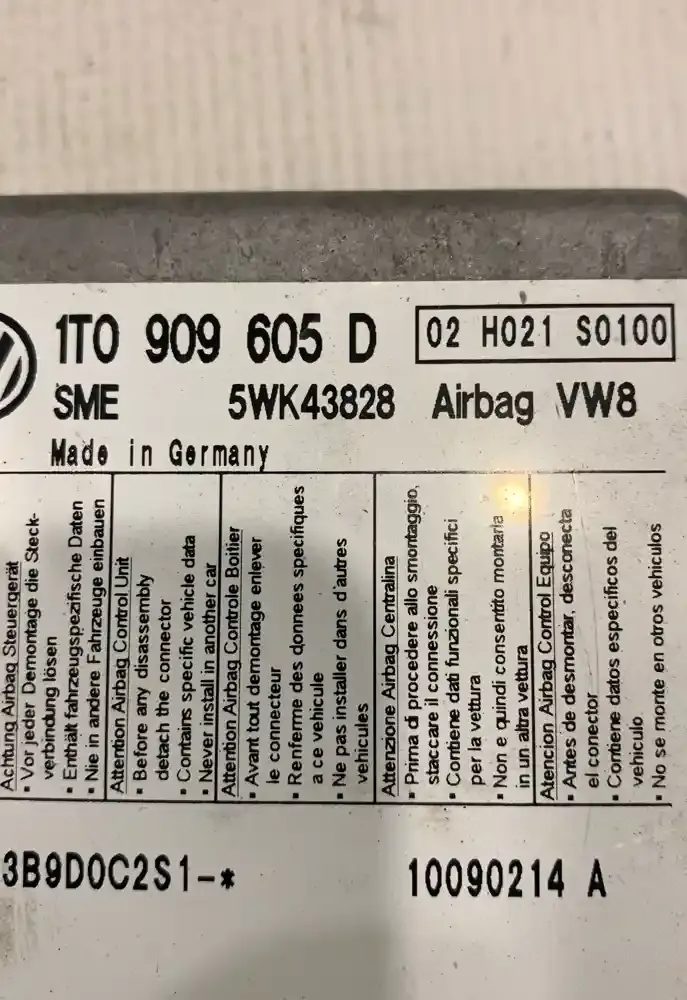 1T0 909 605 D
02 H021 S0100
SME 5WK43828 Airbag VW8
Made in Germany
Achtung Airbag Steuergerät
• Vor jeder Demontage die Steck-
verbindung lösen
• Enthält fahrzeugspezifische Daten
• Nie in andere Fahrzeuge einbauen
Attention Airbag Control Unit
• Before any disassembly
detach the connector
• Contains specific vehicle data
• Never install in another car
Attention Airbag Controle Boitier
• Avant tout demontage enlever
le connecteur
• Renferme des donnees specifiques
a ce vehicule
• Ne pas installer dans d'autres
vehicules
Attenzione Airbag Centralina
• Prima di procedere allo smontaggio,
staccare il connessione
• Contiene dati funzionali specifici
per la vettura
• Non e quindi consentito montaria
in un altra vettura
Atencion Airbag Control Equipo
• Antes de desmontar, desconecta
el conector
• Contiene datos especificos del
vehiculo
• No se monte en otros vehiculos
3B9D0C2S1-*
10090214 A